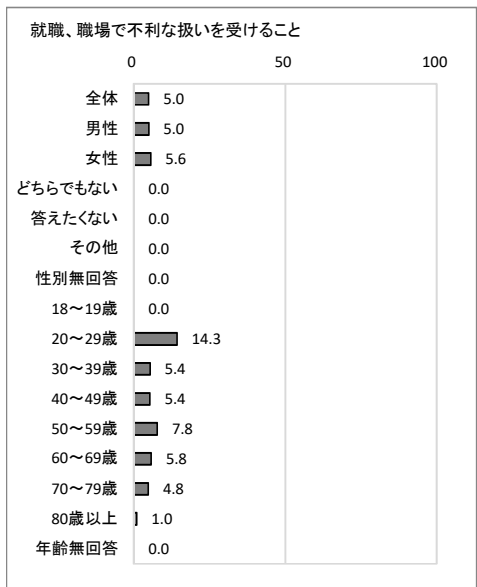 就職、職場で不利な扱いを受けること
0 50 100
全体 5.0
男性 5.0
女性 5.6
どちらでもない 0.0
答えたくない 0.0
その他 0.0
性別無回答 0.0
18～19歳 0.0
20～29歳 14.3
30～39歳 5.4
40～49歳 5.4
50～59歳 7.8
60～69歳 5.8
70～79歳 4.8
80歳以上 1.0
年齢無回答 0.0